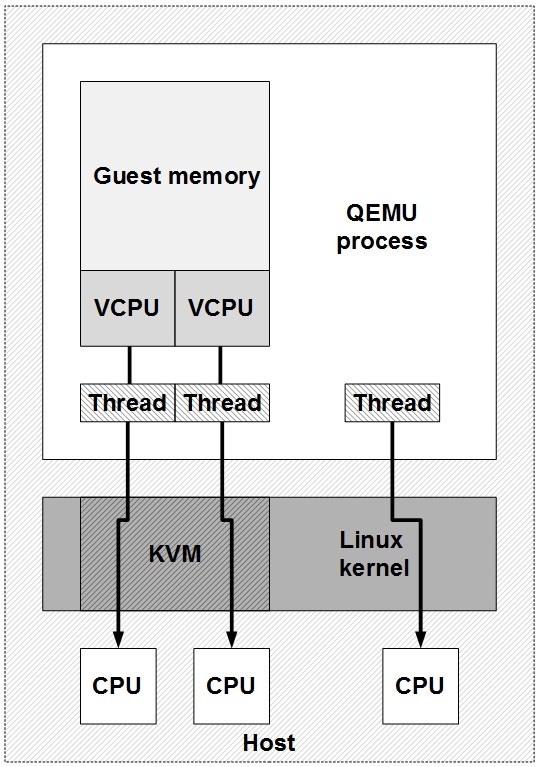 Guest memory
QEMU
process
VCPU VCPU
Thread Thread Thread
KVM
Linux
kernel
CPU CPU CPU
Host